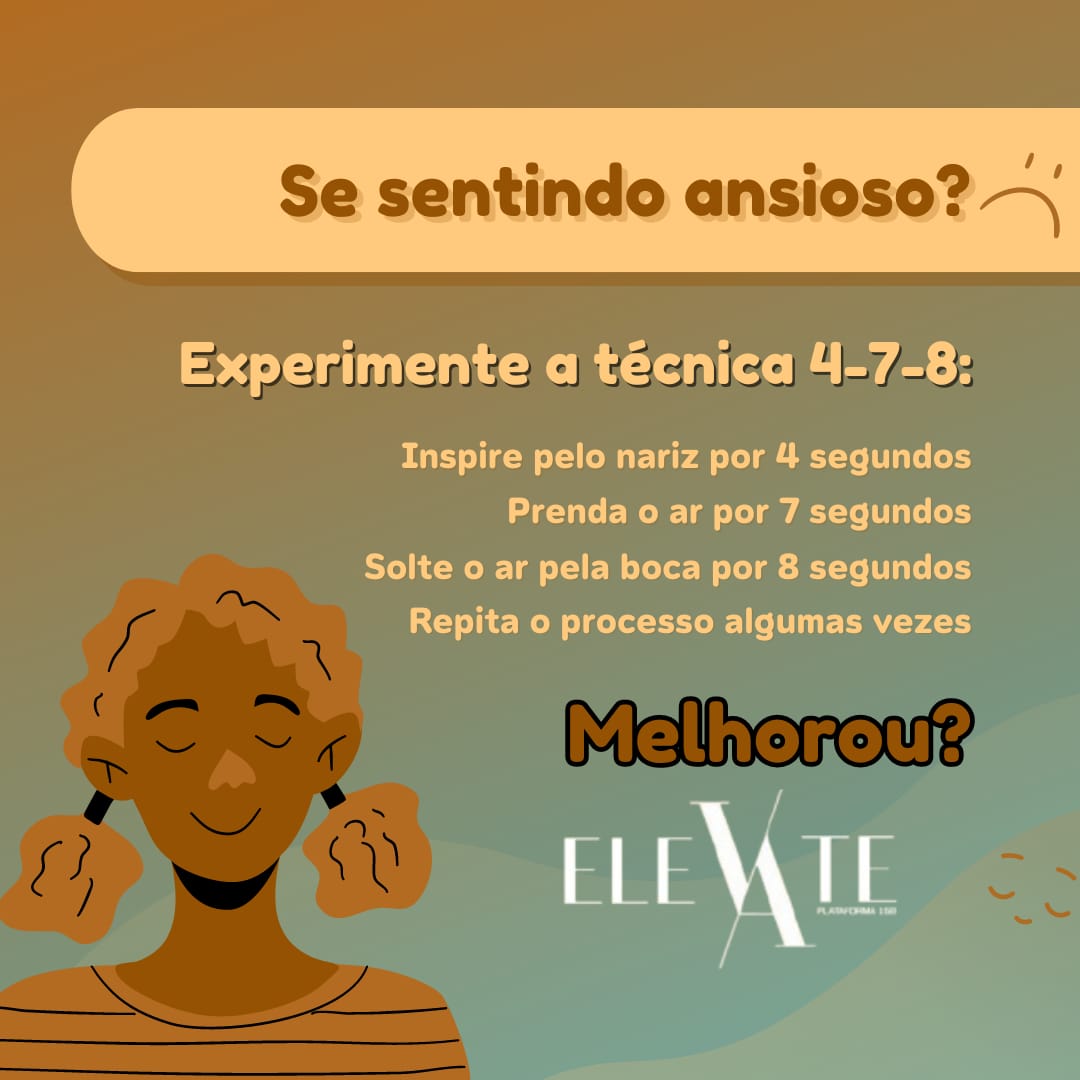 Se sentindo ansioso?
Experimente a técnica 4-7-8:
Inspire pelo nariz por 4 segundos
Prenda o ar por 7 segundos
Solte o ar pela boca por 8 segundos
Repita o processo algumas vezes
Melhorou?
ELEVATE
PLATAFORMA